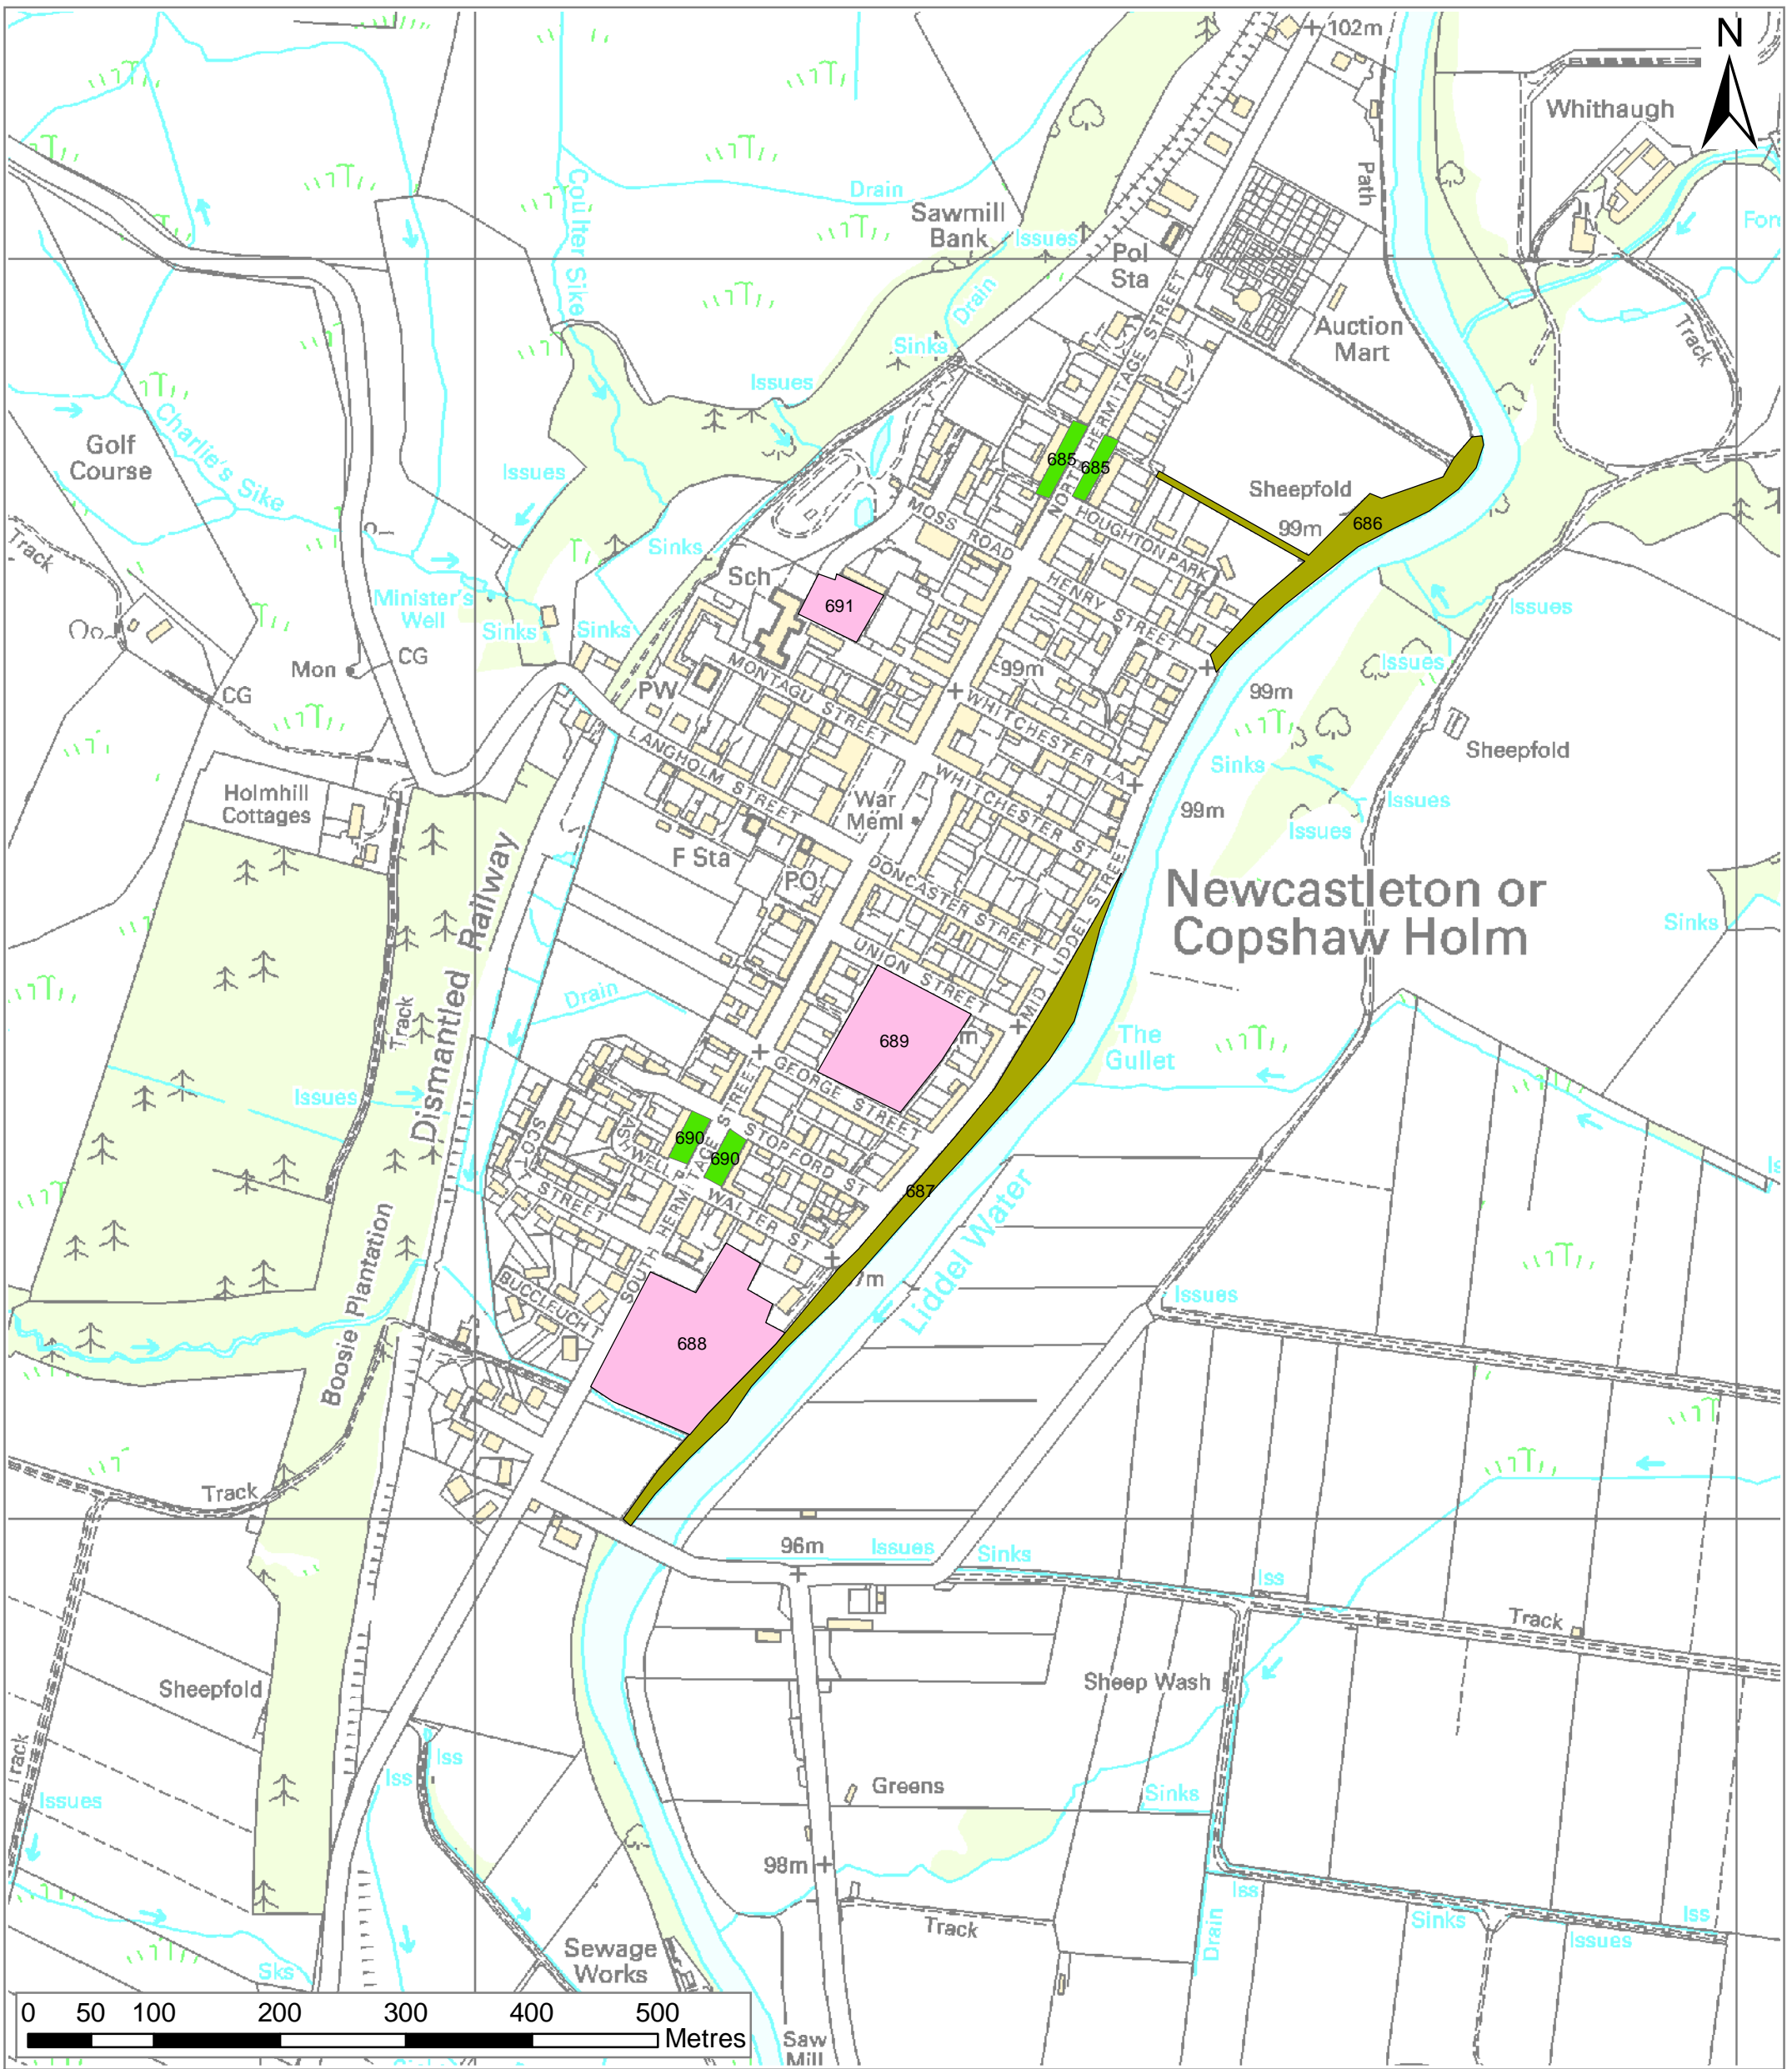 102m
N
Whithaugh
Path
Coulter Sike
Drain
Sawmill
Bank
Issues
Pol
Sta
Drain
Sinks
Auction
Mart
Track
Issues
Golf
Course
Charlie's Sike
Issues
NORTH HERMITAGE STREET
685
685
Sheepfold
99m
686
MOSS ROAD
HOUGHTON PARK
Track
Sinks
Sch
691
HENRY STREET
Minister's
Well
Sinks
Sinks
Issues
Mon
CG
CG
PW
MONTAGU STREET
99m
Issues
99m
WHITCHESTER LA
LANGHOLM STREET
Sheepfold
Sinks
Holmhill
Cottages
War
Meml
WHITCHESTER ST
99m
Issues
Issues
F Sta
PO
DONCASTER STREET
Newcastleton or
Copshaw Holm
Sinks
Dismantled Railway
UNION STREET
MID LIDDEL STREET
Track
Drain
689
m
The
Gullet
GEORGE STREET
Issues
690
690
STOPFORD ST
SCOTT STREET
WALTER ST
687
Liddel Water
SOUTH HERMITAGE STREET
7m
Boosie Plantation
BUCCLEUCH T
688
Issues
Track
96m
Issues
Sinks
Iss
Track
Sheepfold
Sheep Wash
Track
Iss
Iss
Issues
Greens
Sinks
98m
Iss
Track
Drain
Sinks
Iss
Issues
Sks
Sewage
Works
0 50 100 200 300 400 500
Metres
Saw
Mill